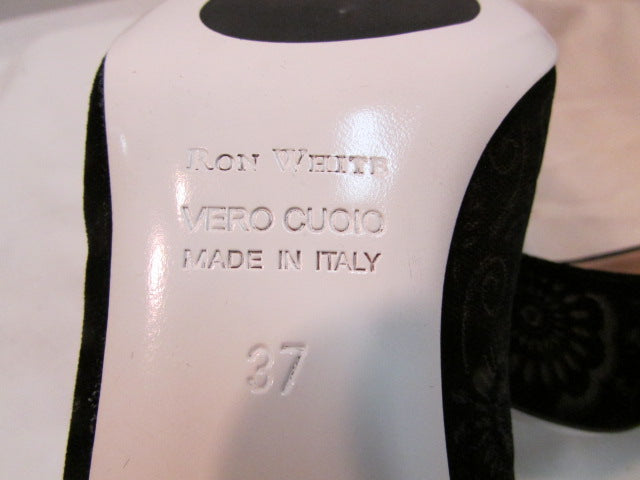 RON WHITE
VERO CUOIO
MADE IN ITALY
37